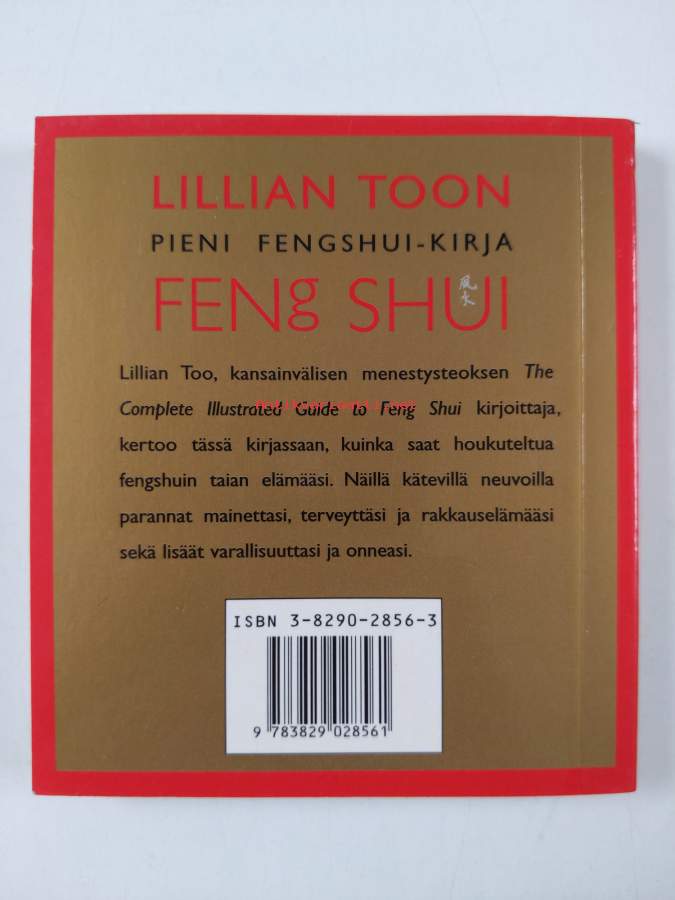 LILLIAN TOON
PIENI FENGSHUI-KIRJA
FENg SHUI
風水
Lillian Too, kansainvälisen menestysteoksen The
Complete Illustrated Guide to Feng Shui kirjoittaja,
kertoo tässä kirjassaan, kuinka saat houkuteltua
fengshuin taian elämääsi. Näillä kätevillä neuvoilla
parannat mainettasi, terveyttäsi ja rakkauselämääsi
sekä lisäät varallisuuttasi ja onneasi.
ISBN 3-8290-2856-3
9 783829 028561